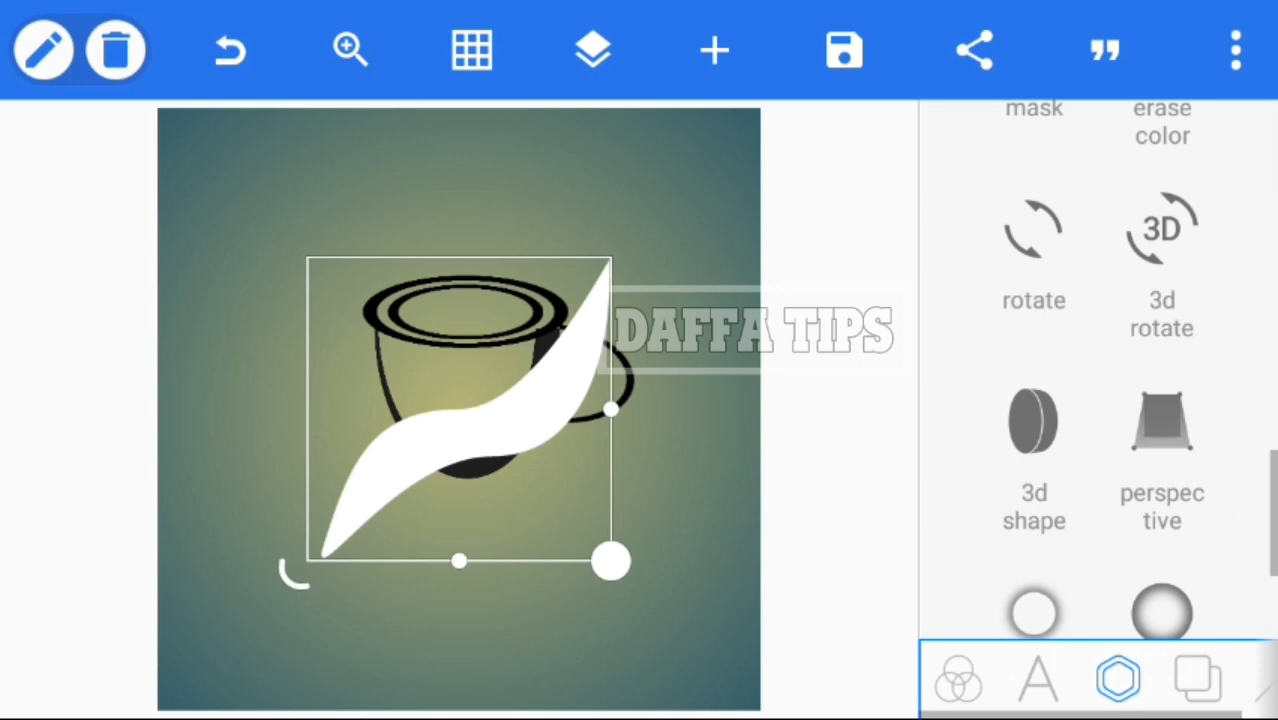 mask
erase
color
DAFFA TIPS
3D
rotate
3d
rotate
3d
shape
perspec
tive